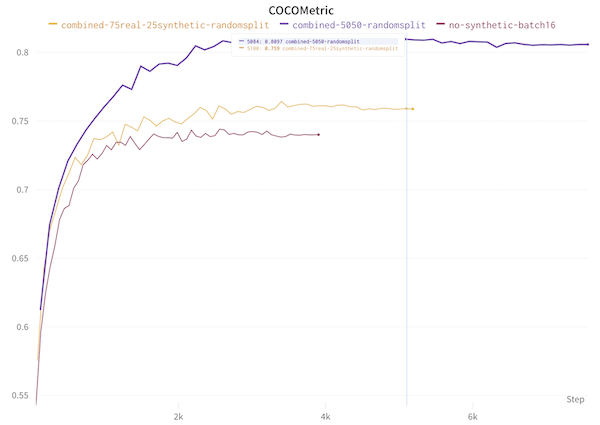 COCOMetric
combined-75real-25synthetic-randomsplit combined-5050-randomsplit no-synthetic-batch16
5084: 0.8097 combined-5050-randomsplit
5100: 0.759 combined-75real-25synthetic-randomsplit
0.8
0.75
0.7
0.65
0.6
0.55
Step
2k 4k 6k